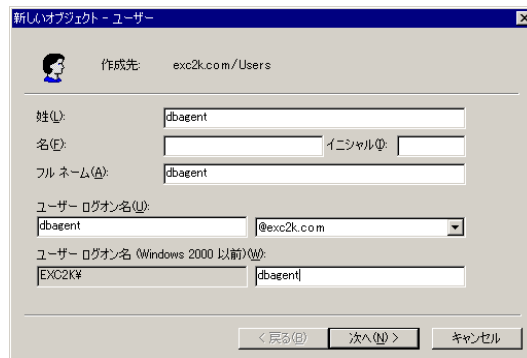 新しいオブジェクト - ユーザー
作成先: exc2k.com/Users
姓(L): dbagent
名(F): イニシャル(I):
フル ネーム(A): dbagent
ユーザー ログオン名(U):
dbagent @exc2k.com
ユーザー ログオン名 (Windows 2000 以前)(W):
EXC2K¥ dbagent
< 戻る(B) 次へ(N) > キャンセル